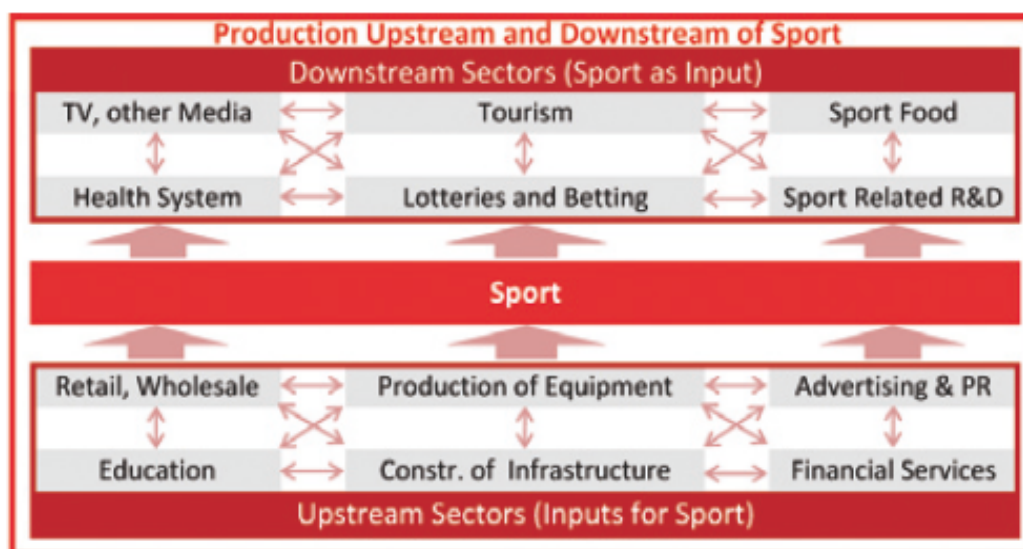 Production Upstream and Downstream of Sport
Downstream Sectors (Sport as Input)
TV, other Media Tourism Sport Food
Health System Lotteries and Betting Sport Related R&D
Sport
Retail, Wholesale Production of Equipment Advertising & PR
Education Constr. of Infrastructure Financial Services
Upstream Sectors (Inputs for Sport)